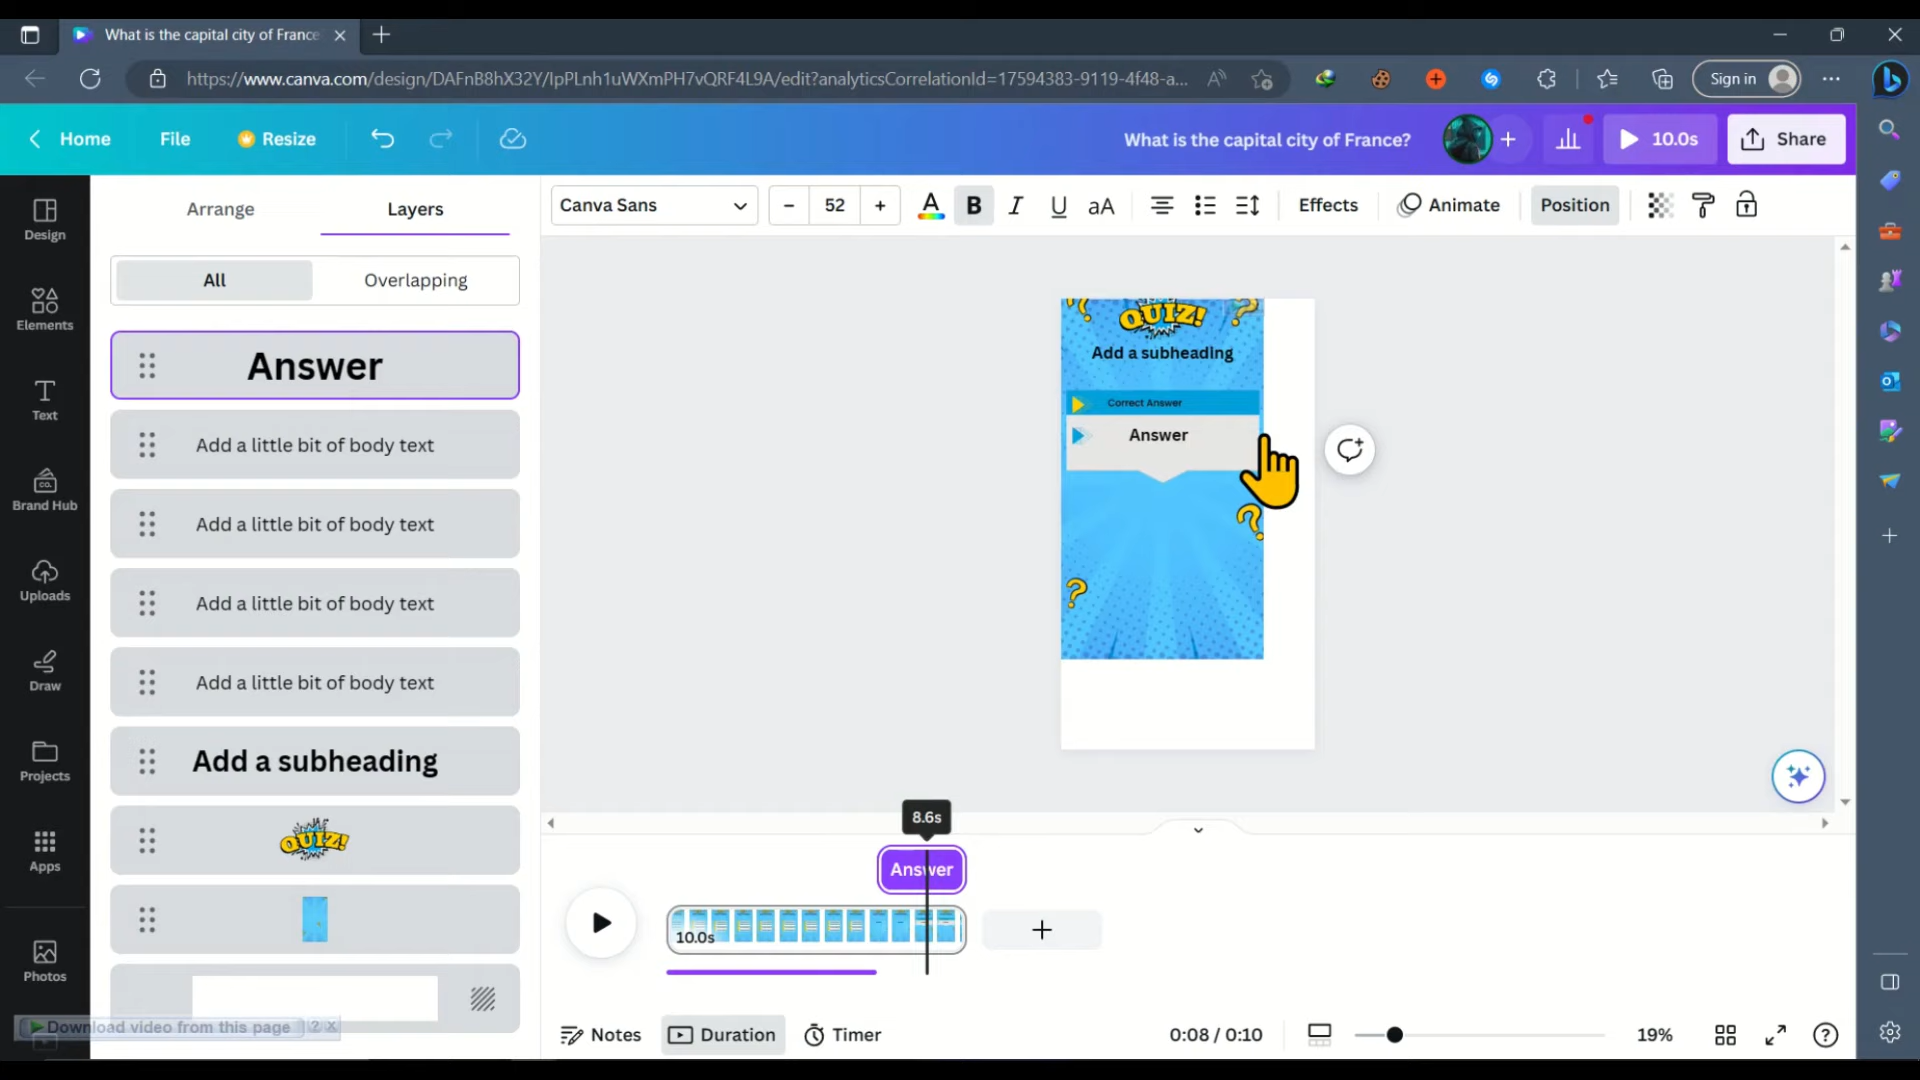 What is the capital city of France
https://www.canva.com/design/DAFnB8hX32Y/IpPLnh1uWXmPH7vQRF4L9A/edit?analyticsCorrelationId=17594383-9119-4f48-a...
Sign in
Home
File
Resize
What is the capital city of France?
10.0s
Share
Arrange
Layers
Canva Sans
52
Effects
Animate
Position
All
Overlapping
Design
Elements
Text
Brand Hub
Uploads
Draw
Projects
Apps
Photos
Answer
Add a little bit of body text
Add a little bit of body text
Add a little bit of body text
Add a little bit of body text
Add a subheading
QUIZ!
QUIZ!
Add a subheading
Correct Answer
Answer
8.6s
Answer
10.0s
Download video from this page
Notes
Duration
Timer
0:08 / 0:10
19%